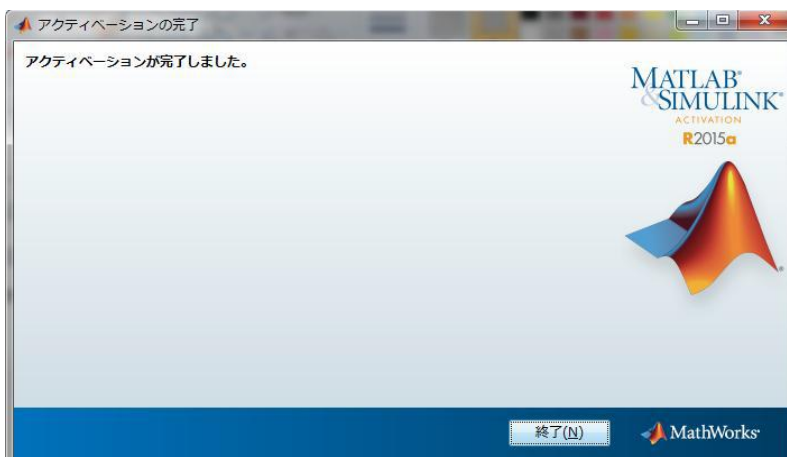 アクティベーションの完了
アクティベーションが完了しました。
MATLAB®
&SIMULINK®
ACTIVATION
R2015a
終了(N)
MathWorks®